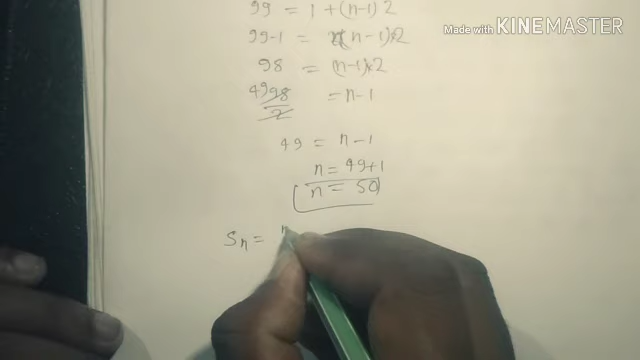 99 = 1 + (n-1) 2
Made with KINEMASTER
99-1 = (n-1)×2
98 = (n-1)×2
49 98/2 = n-1
49 = n-1
n = 49+1
n = 50
Sn = n